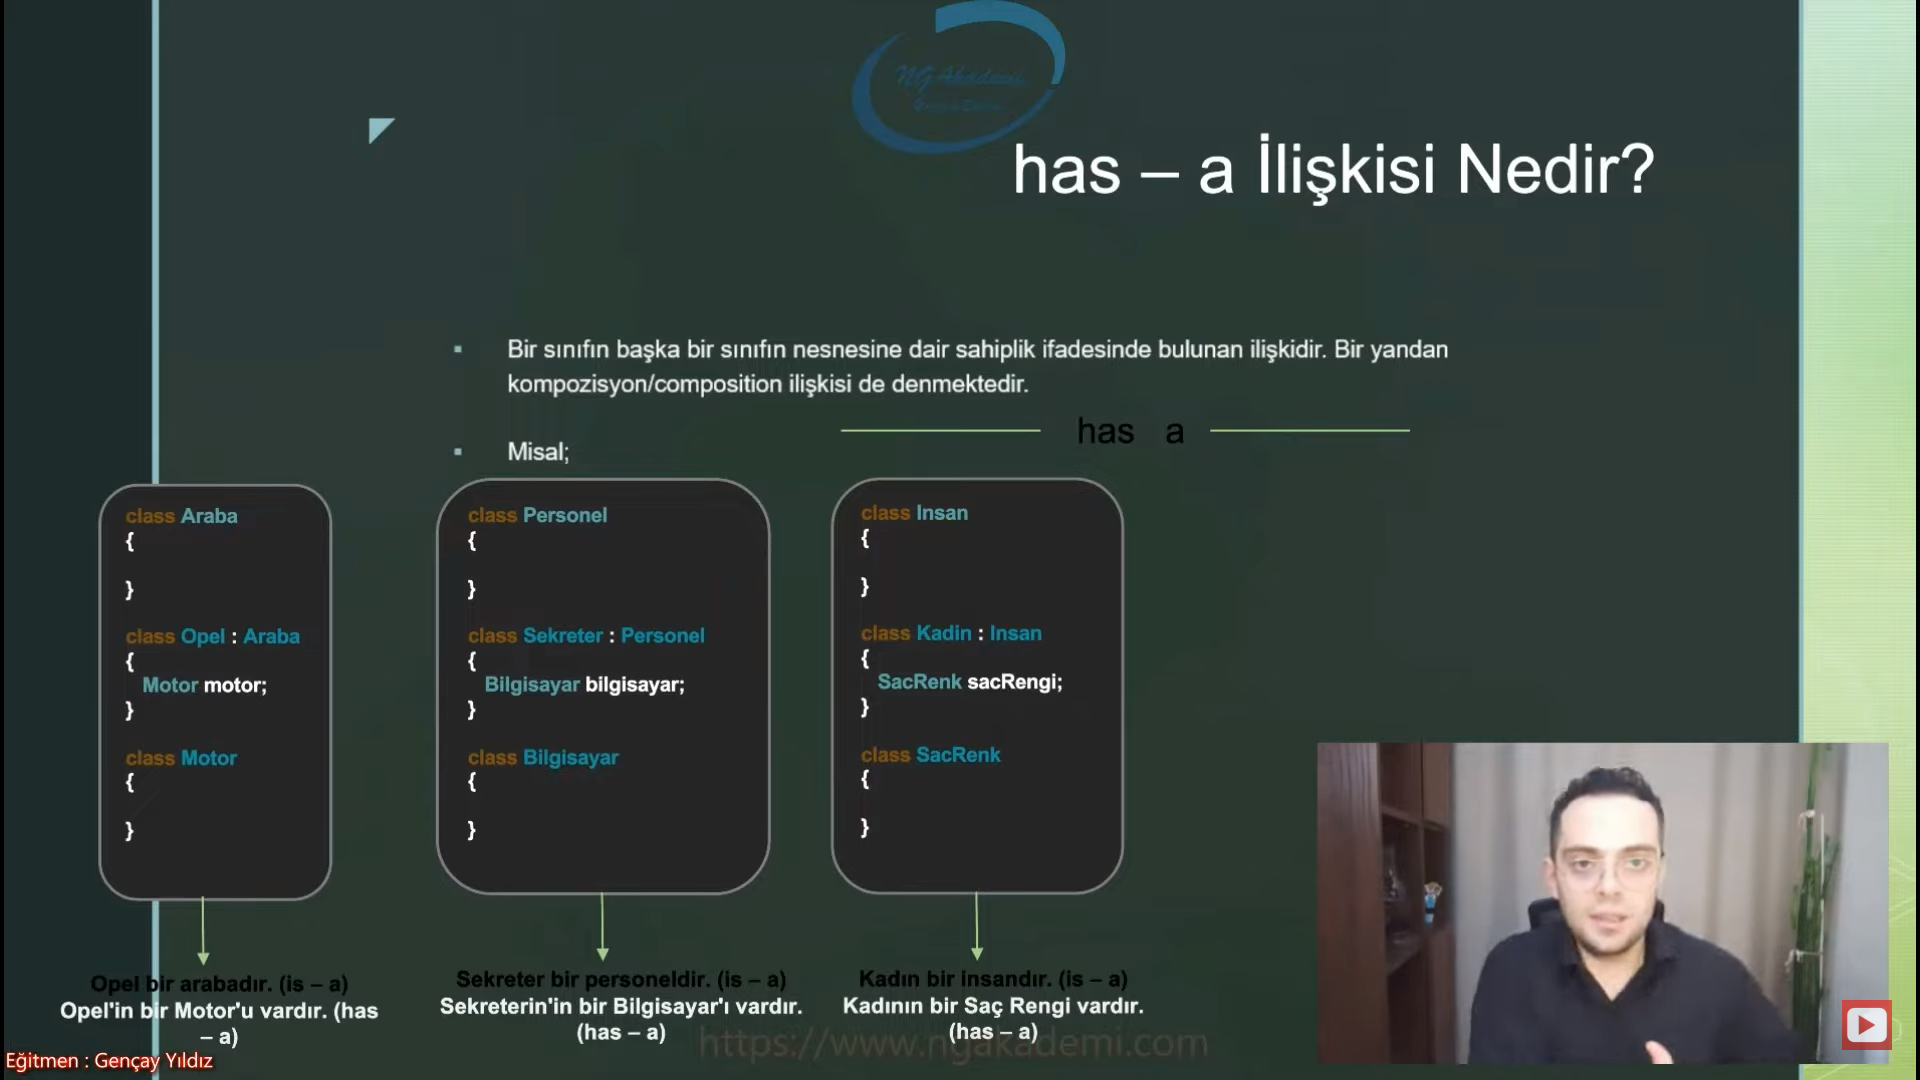 NG Akademi
has – a İlişkisi Nedir?
Bir sınıfın başka bir sınıfın nesnesine dair sahiplik ifadesinde bulunan ilişkidir. Bir yandan
kompozisyon/composition ilişkisi de denmektedir.
has a
Misal;
class Araba
{
}
class Opel : Araba
{
Motor motor;
}
class Motor
{
}
class Personel
{
}
class Sekreter : Personel
{
Bilgisayar bilgisayar;
}
class Bilgisayar
{
}
class Insan
{
}
class Kadin : Insan
{
SacRenk sacRengi;
}
class SacRenk
{
}
Opel bir arabadır. (is – a)
Opel'in bir Motor'u vardır. (has
– a)
Sekreter bir personeldir. (is – a)
Sekreterin'in bir Bilgisayar'ı vardır.
(has – a)
Kadın bir insandır. (is – a)
Kadının bir Saç Rengi vardır.
(has – a)
https://www.ngakademi.com
Eğitmen : Gençay Yıldız